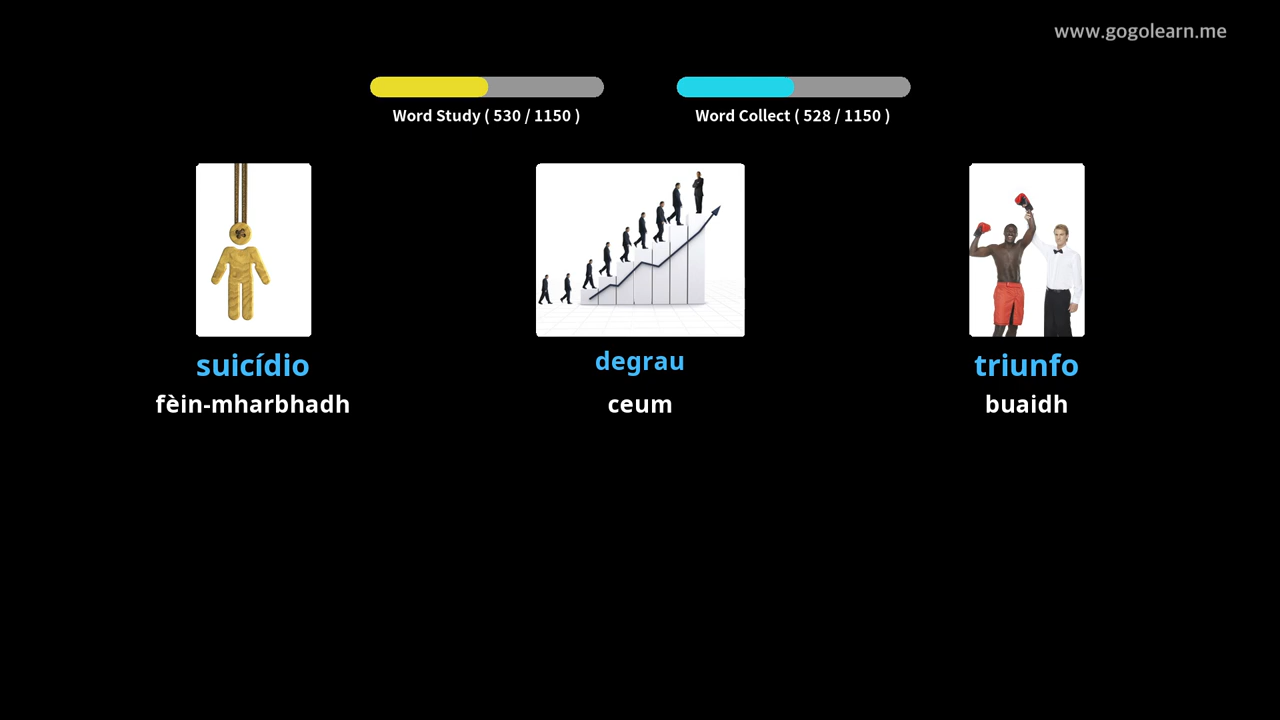 www.gogolearn.me
Word Study ( 530 / 1150 )
Word Collect ( 528 / 1150 )
suicídio
degrau
triunfo
fèin-mharbhadh
ceum
buaidh